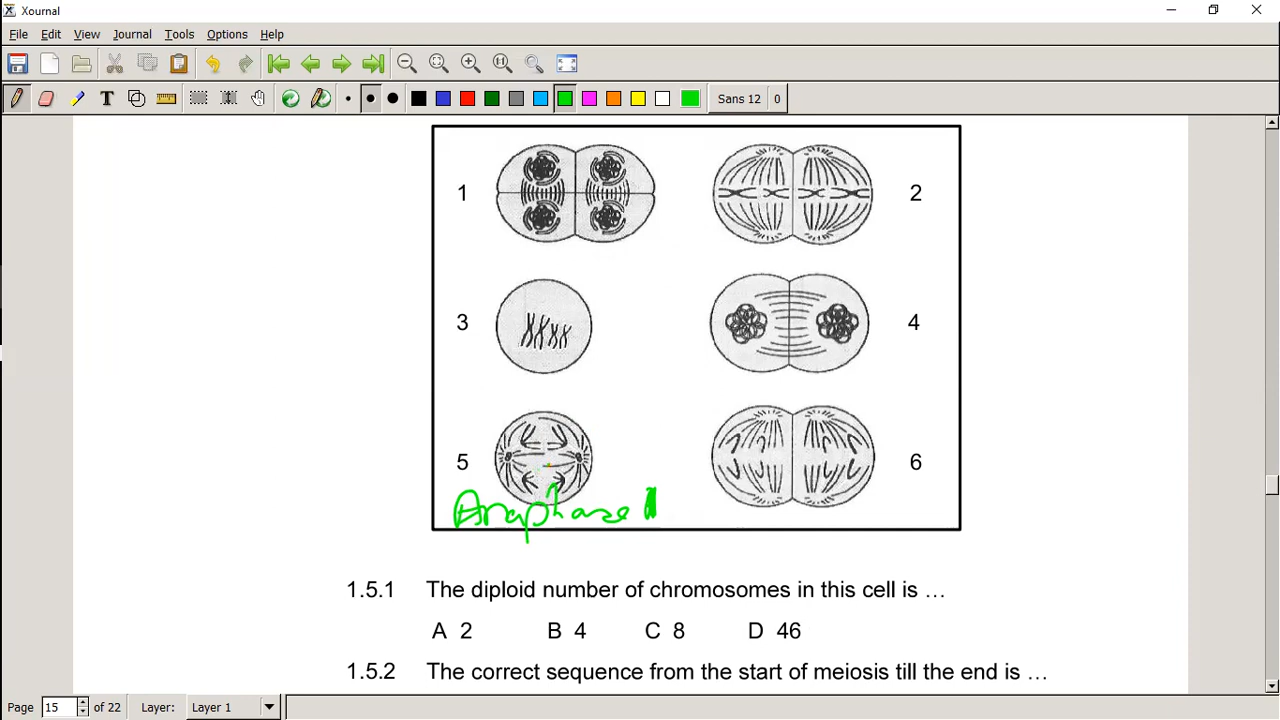 Xournal
File Edit View Journal Tools Options Help
Sans 12 0
1 2
3 4
5 6
Anaphase I
1.5.1 The diploid number of chromosomes in this cell is …
A 2 B 4 C 8 D 46
1.5.2 The correct sequence from the start of meiosis till the end is …
Page 15 of 22 Layer: Layer 1